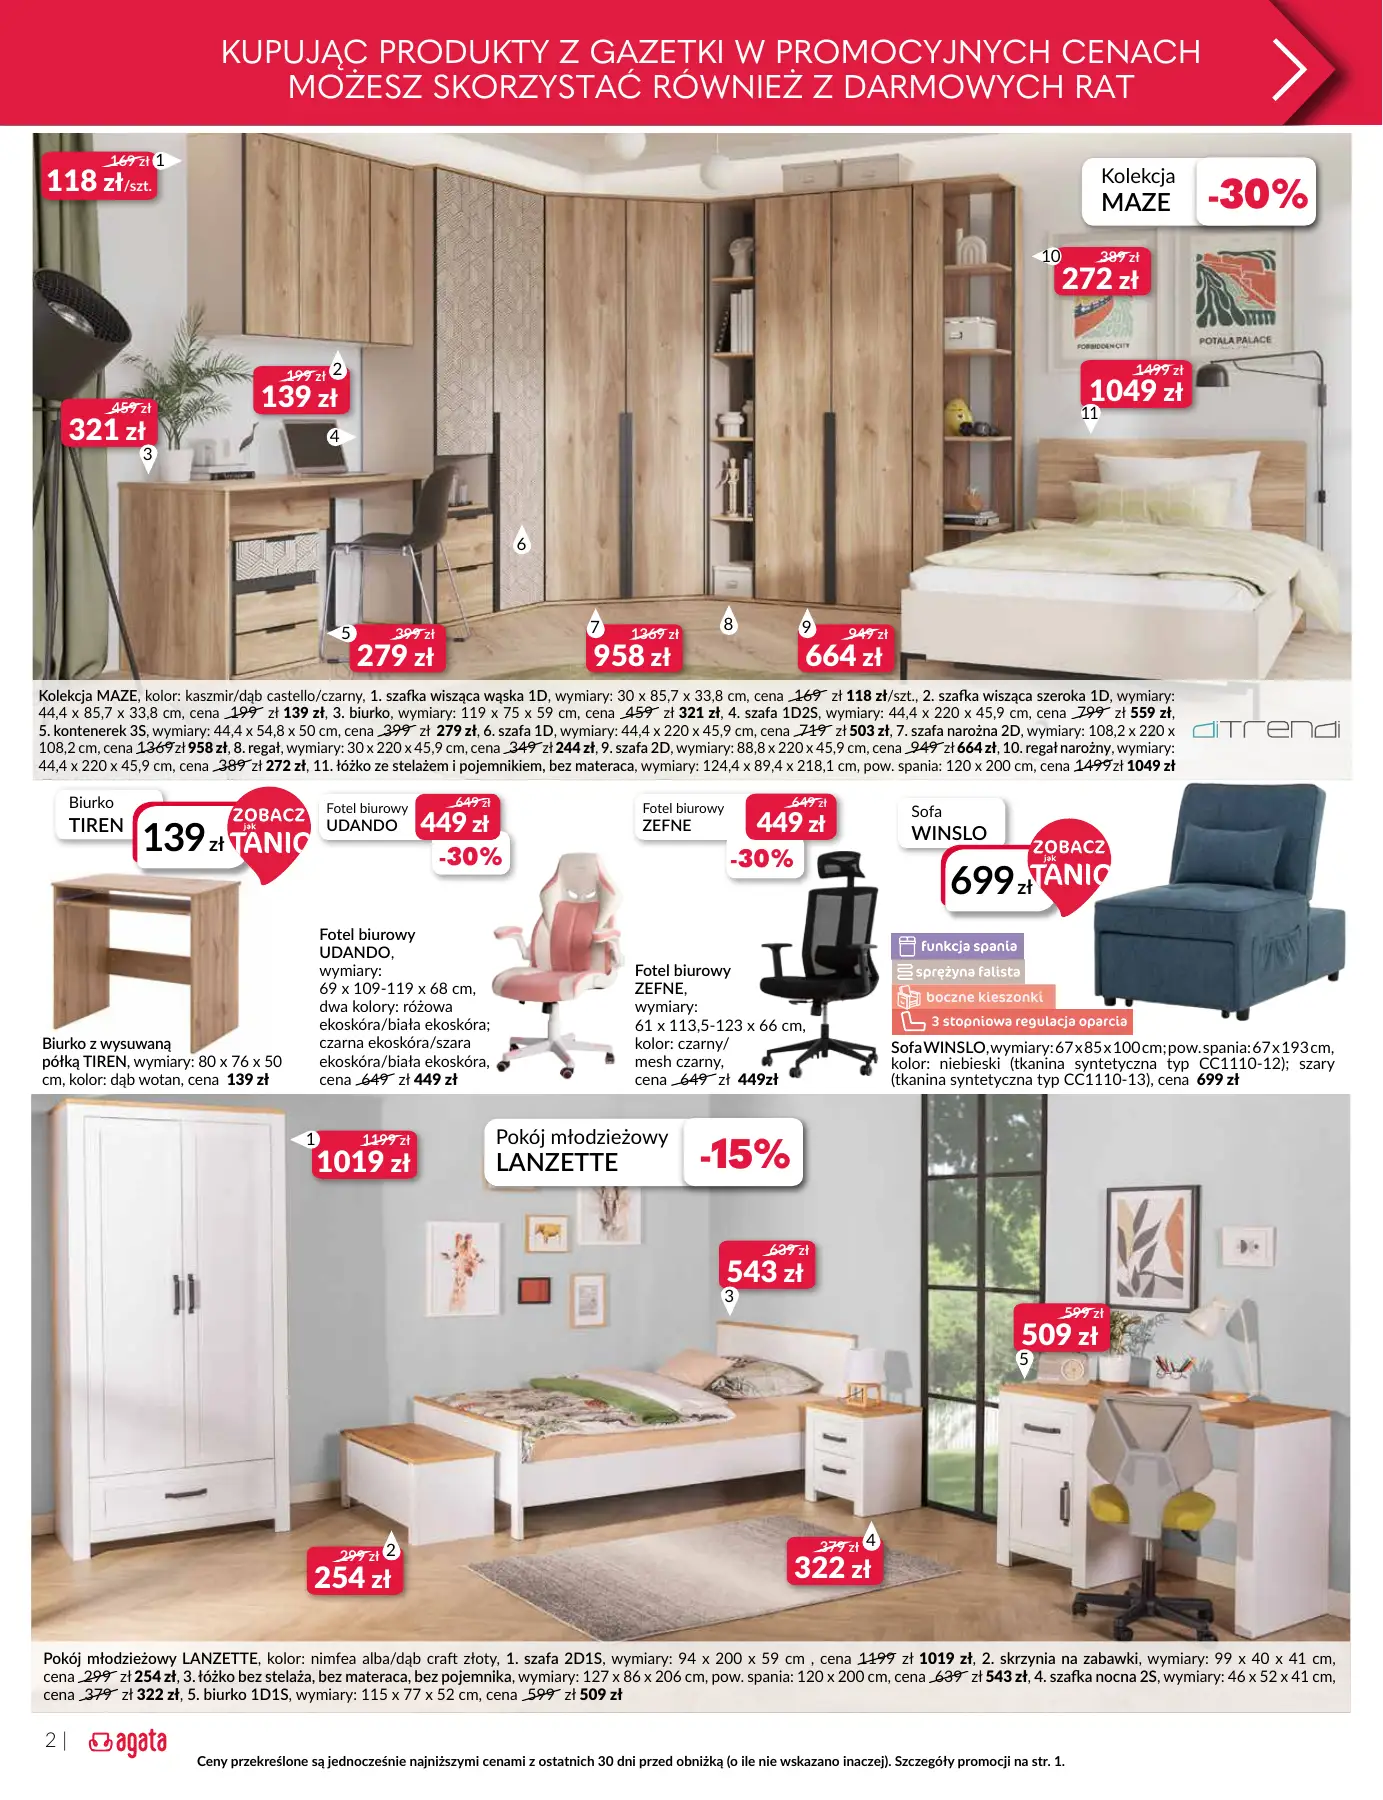 KUPUJĄC PRODUKTY Z GAZETKI W PROMOCYJNYCH CENACH
MOŻESZ SKORZYSTAĆ RÓWNIEŻ Z DARMOWYCH RAT
169 zł
118 zł/szt.
1
Kolekcja
MAZE
-30%
10
389 zł
272 zł
FORBIDDEN CITY
POTALA PALACE
1499 zł
1049 zł
11
199 zł
139 zł
2
459 zł
321 zł
3
4
6
5
399 zł
279 zł
7
1369 zł
958 zł
8
9
949 zł
664 zł
Kolekcja MAZE, kolor: kaszmir/dąb castello/czarny, 1. szafka wisząca wąska 1D, wymiary: 30 x 85,7 x 33,8 cm, cena 169 zł 118 zł/szt., 2. szafka wisząca szeroka 1D, wymiary:
44,4 x 85,7 x 33,8 cm, cena 199 zł 139 zł, 3. biurko, wymiary: 119 x 75 x 59 cm, cena 459 zł 321 zł, 4. szafa 1D2S, wymiary: 44,4 x 220 x 45,9 cm, cena 799 zł 559 zł,
5. kontenerek 3S, wymiary: 44,4 x 54,8 x 50 cm, cena 399 zł 279 zł, 6. szafa 1D, wymiary: 44,4 x 220 x 45,9 cm, cena 719 zł 503 zł, 7. szafa narożna 2D, wymiary: 108,2 x 220 x
108,2 cm, cena 1369 zł 958 zł, 8. regał, wymiary: 30 x 220 x 45,9 cm, cena 349 zł 244 zł, 9. szafa 2D, wymiary: 88,8 x 220 x 45,9 cm, cena 949 zł 664 zł, 10. regał narożny, wymiary:
44,4 x 220 x 45,9 cm, cena 389 zł 272 zł, 11. łóżko ze stelażem i pojemnikiem, bez materaca, wymiary: 124,4 x 89,4 x 218,1 cm, pow. spania: 120 x 200 cm, cena 1499 zł 1049 zł
diTrendi
Biurko
TIREN
139 zł
ZOBACZ
jak
TANIO
Biurko z wysuwaną
półką TIREN, wymiary: 80 x 76 x 50
cm, kolor: dąb wotan, cena 139 zł
Fotel biurowy
UDANDO
649 zł
449 zł
-30%
Fotel biurowy
UDANDO,
wymiary:
69 x 109-119 x 68 cm,
dwa kolory: różowa
ekoskóra/biała ekoskóra;
czarna ekoskóra/szara
ekoskóra/biała ekoskóra,
cena 649 zł 449 zł
Fotel biurowy
ZEFNE
649 zł
449 zł
-30%
Fotel biurowy
ZEFNE,
wymiary:
61 x 113,5-123 x 66 cm,
kolor: czarny/
mesh czarny,
cena 649 zł 449zł
Sofa
WINSLO
699 zł
ZOBACZ
jak
TANIO
funkcja spania
sprężyna falista
boczne kieszonki
3 stopniowa regulacja oparcia
Sofa WINSLO, wymiary: 67 x 85 x 100 cm; pow. spania: 67 x 193 cm,
kolor: niebieski (tkanina syntetyczna typ CC1110-12); szary
(tkanina syntetyczna typ CC1110-13), cena 699 zł
1
1199 zł
1019 zł
Pokój młodzieżowy
LANZETTE
-15%
639 zł
543 zł
3
599 zł
509 zł
5
299 zł
254 zł
2
379 zł
322 zł
4
Pokój młodzieżowy LANZETTE, kolor: nimfea alba/dąb craft złoty, 1. szafa 2D1S, wymiary: 94 x 200 x 59 cm , cena 1199 zł 1019 zł, 2. skrzynia na zabawki, wymiary: 99 x 40 x 41 cm,
cena 299 zł 254 zł, 3. łóżko bez stelaża, bez materaca, bez pojemnika, wymiary: 127 x 86 x 206 cm, pow. spania: 120 x 200 cm, cena 639 zł 543 zł, 4. szafka nocna 2S, wymiary: 46 x 52 x 41 cm,
cena 379 zł 322 zł, 5. biurko 1D1S, wymiary: 115 x 77 x 52 cm, cena 599 zł 509 zł
2 |
agata
Ceny przekreślone są jednocześnie najniższymi cenami z ostatnich 30 dni przed obniżką (o ile nie wskazano inaczej). Szczegóły promocji na str. 1.